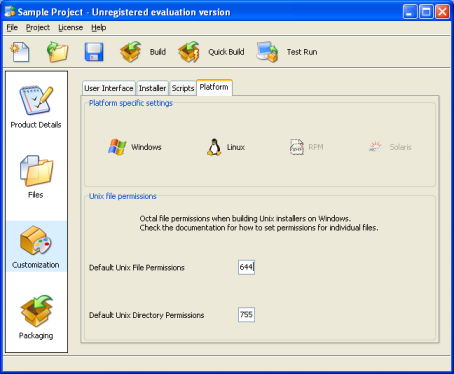 Sample Project - Unregistered evaluation version
File Project License Help
Build Quick Build Test Run
User Interface Installer Scripts Platform
Platform specific settings
Windows Linux RPM Solaris
Product Details
Files
Customization
Packaging
Unix file permissions
Octal file permissions when building Unix installers on Windows.
Check the documentation for how to set permissions for individual files.
Default Unix File Permissions 644
Default Unix Directory Permissions 755